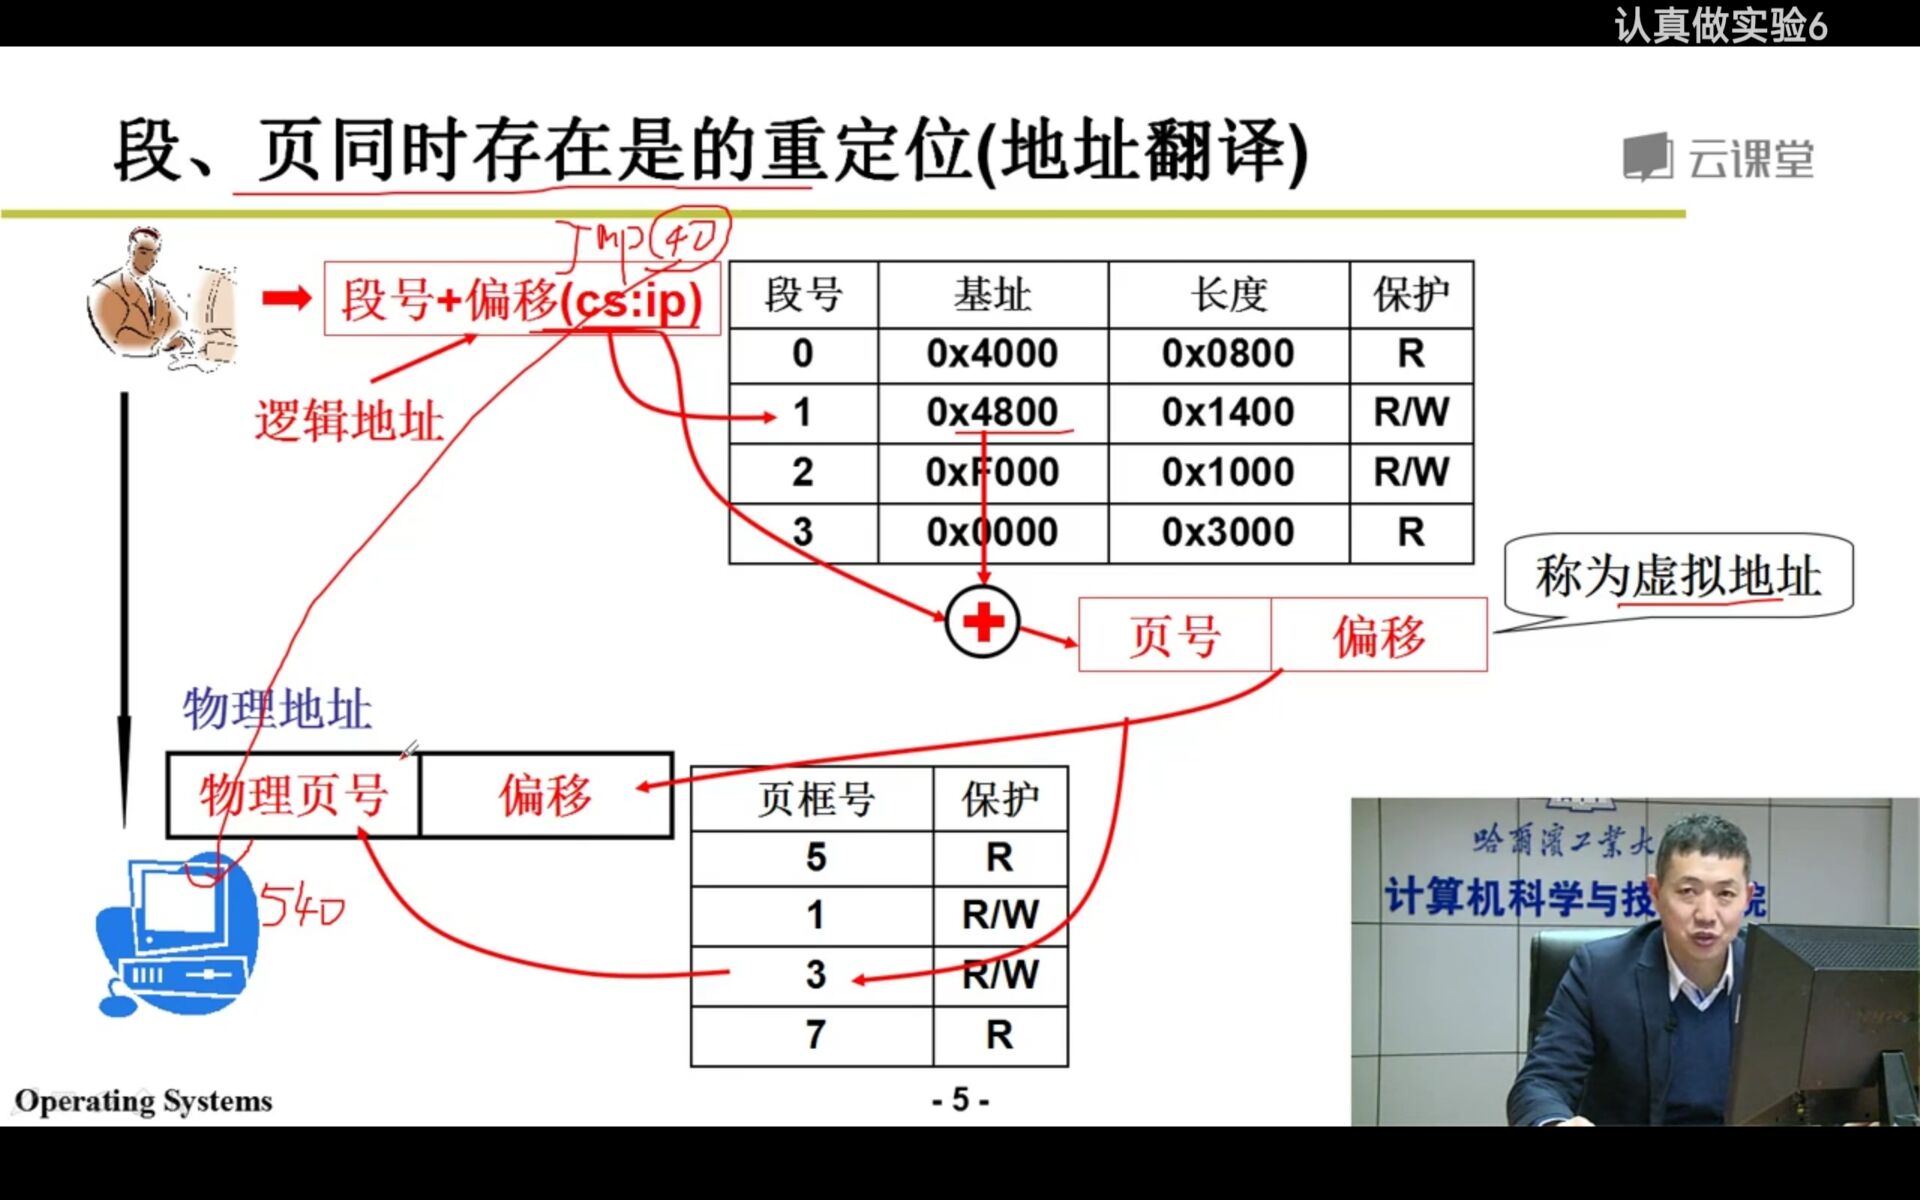 认真做实验6
段、页同时存在是的重定位(地址翻译)
云课堂
Jmp 40
段号+偏移(cs:ip)
逻辑地址
段号 基址 长度 保护
0 0x4000 0x0800 R
1 0x4800 0x1400 R/W
2 0xF000 0x1000 R/W
3 0x0000 0x3000 R
称为虚拟地址
页号 偏移
物理地址
物理页号 偏移
540
页框号 保护
5 R
1 R/W
3 R/W
7 R
哈爾濱工業大
计算机科学与技 院
Operating Systems
- 5 -